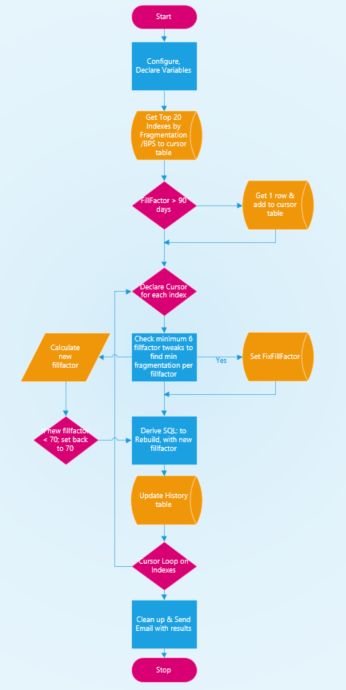 Start
Configure,
Declare Variables
Get Top 20
Indexes by
Fragmentation
/BPS to cursor
table
FillFactor > 90
days
Get 1 row &
add to cursor
table
Declare Cursor
for each index
Calculate
new
fillfactor
Check minimum 6
fillfactor tweaks to
find min
fragmentation per
fillfactor
Yes
Set FixFillFactor
new fillfactor
< 70; set back
to 70
Derive SQL: to
Rebuild, with new
fillfactor
Update History
table
Cursor Loop on
Indexes
Clean up & Send
Email with results
Stop